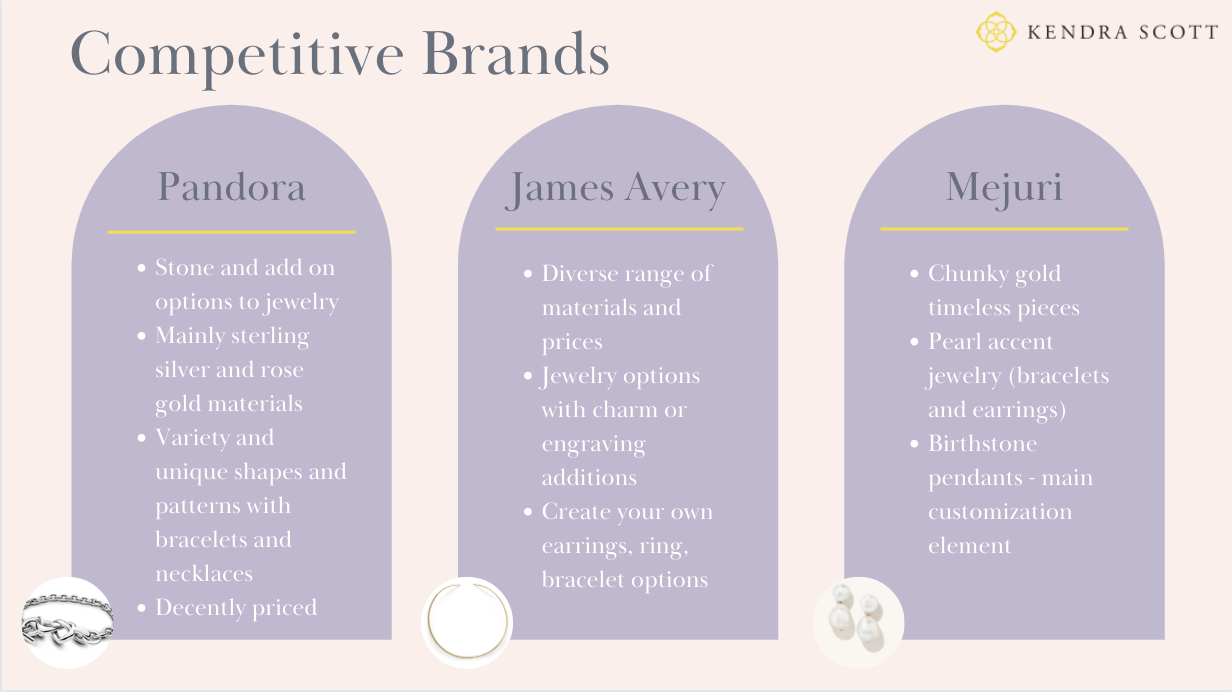 Competitive Brands
KENDRA SCOTT
Pandora
• Stone and add on
options to jewelry
• Mainly sterling
silver and rose
gold materials
• Variety and
unique shapes and
patterns with
bracelets and
necklaces
• Decently priced
James Avery
• Diverse range of
materials and
prices
• Jewelry options
with charm or
engraving
additions
• Create your own
earrings, ring,
bracelet options
Mejuri
• Chunky gold
timeless pieces
• Pearl accent
jewelry (bracelets
and earrings)
• Birthstone
pendants - main
customization
element